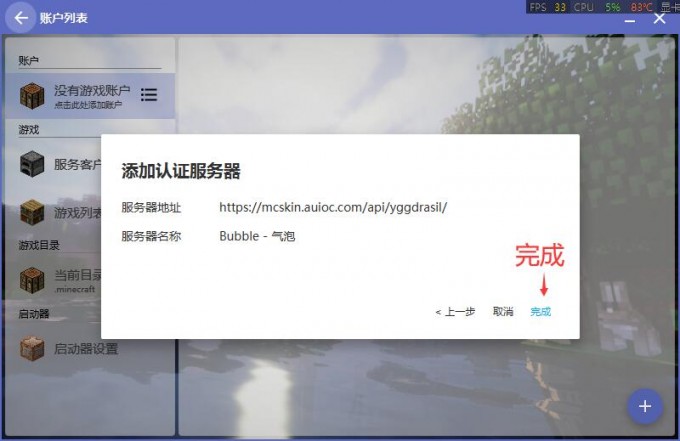 FPS 33 CPU 5% 83℃ 显卡
账户列表
账户
没有游戏账户
点击此处添加账户
游戏
服务客户
游戏列表
游戏目录
当前目录
.minecraft
启动器
启动器设置
添加认证服务器
服务器地址 https://mcskin.auioc.com/api/yggdrasil/
服务器名称 Bubble - 气泡
完成
< 上一步 取消 完成